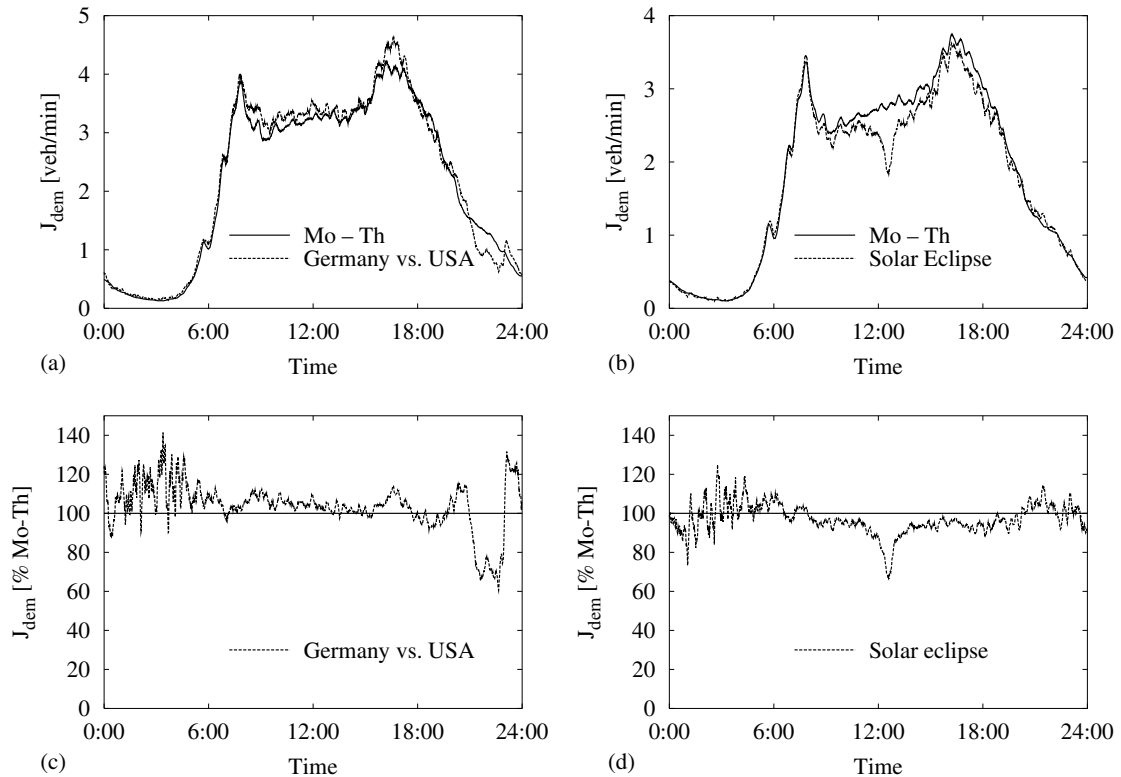 5
4
3
2
1
0
J_dem [veh/min]
Mo – Th
Germany vs. USA
0:00 6:00 12:00 18:00 24:00
(a) Time
4
3
2
1
0
J_dem [veh/min]
Mo – Th
Solar Eclipse
0:00 6:00 12:00 18:00 24:00
(b) Time
140
120
100
80
60
40
20
0
J_dem [% Mo-Th]
Germany vs. USA
0:00 6:00 12:00 18:00 24:00
(c) Time
140
120
100
80
60
40
20
0
J_dem [% Mo-Th]
Solar eclipse
0:00 6:00 12:00 18:00 24:00
(d) Time